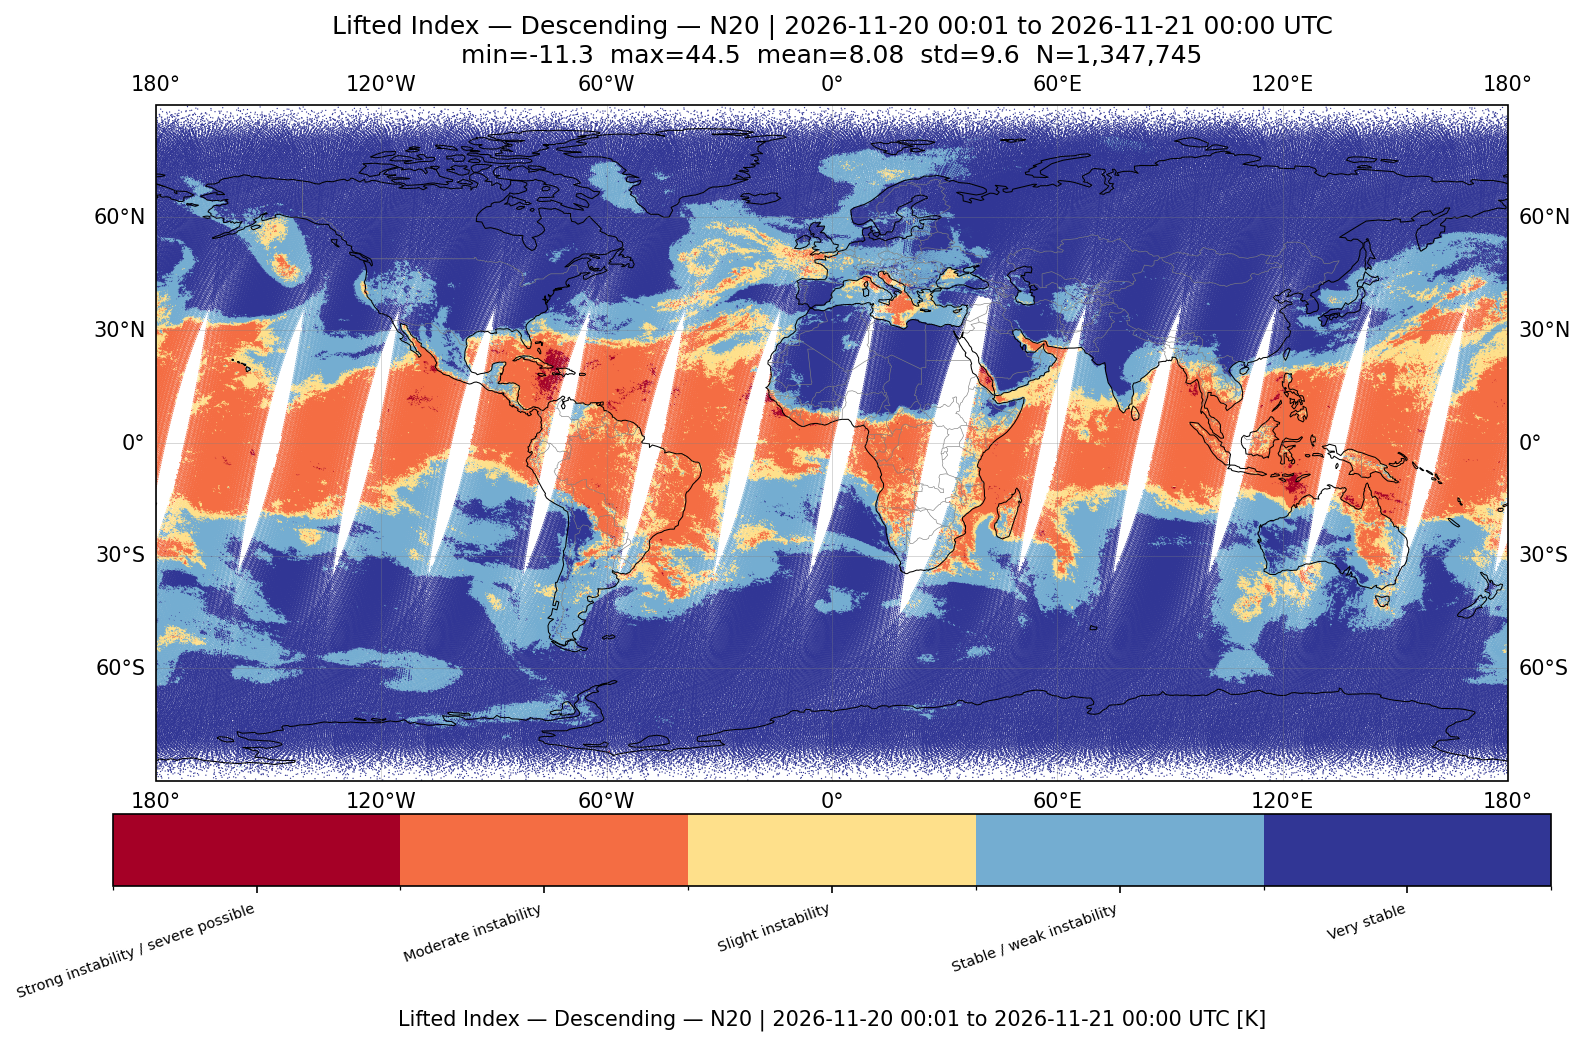 Lifted Index — Descending — N20 | 2026-11-20 00:01 to 2026-11-21 00:00 UTC
min=-11.3  max=44.5  mean=8.08  std=9.6  N=1,347,745
180° 120°W 60°W 0° 60°E 120°E 180°
60°N 60°N
30°N 30°N
0° 0°
30°S 30°S
60°S 60°S
180° 120°W 60°W 0° 60°E 120°E 180°
Strong instability / severe possible
Moderate instability
Slight instability
Stable / weak instability
Very stable
Lifted Index — Descending — N20 | 2026-11-20 00:01 to 2026-11-21 00:00 UTC [K]